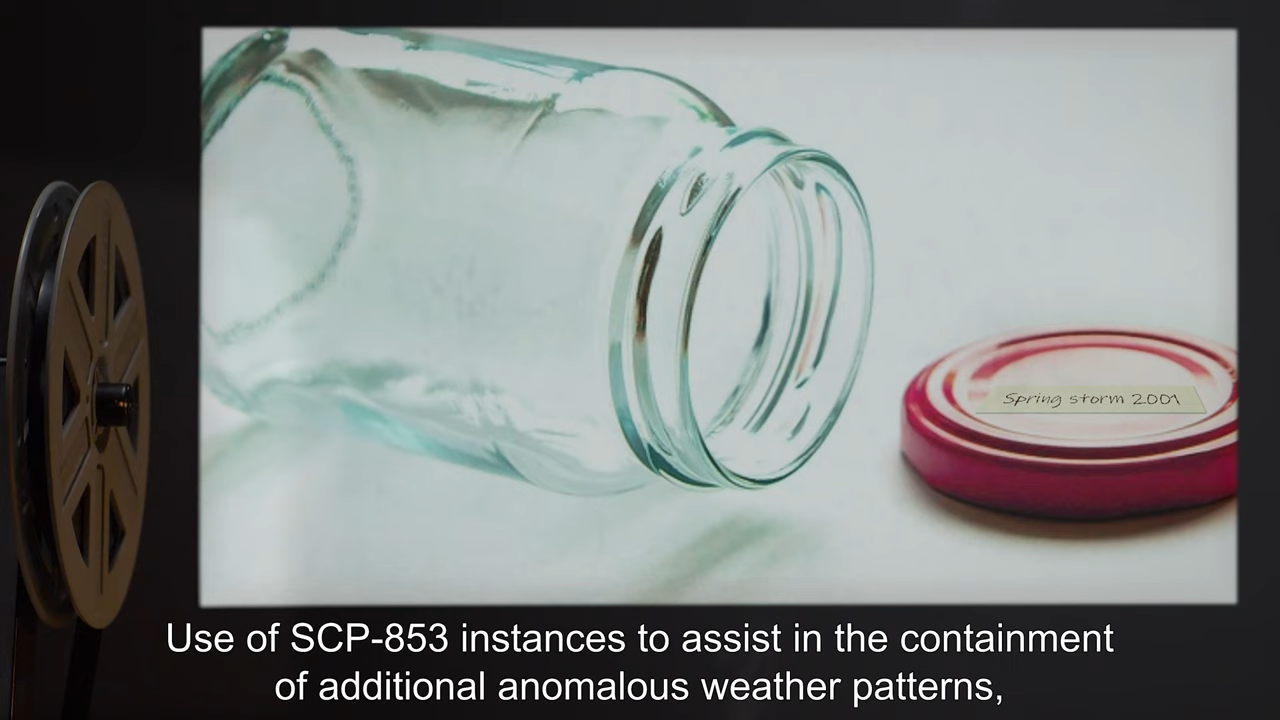 Spring storm 2001
Use of SCP-853 instances to assist in the containment
of additional anomalous weather patterns,